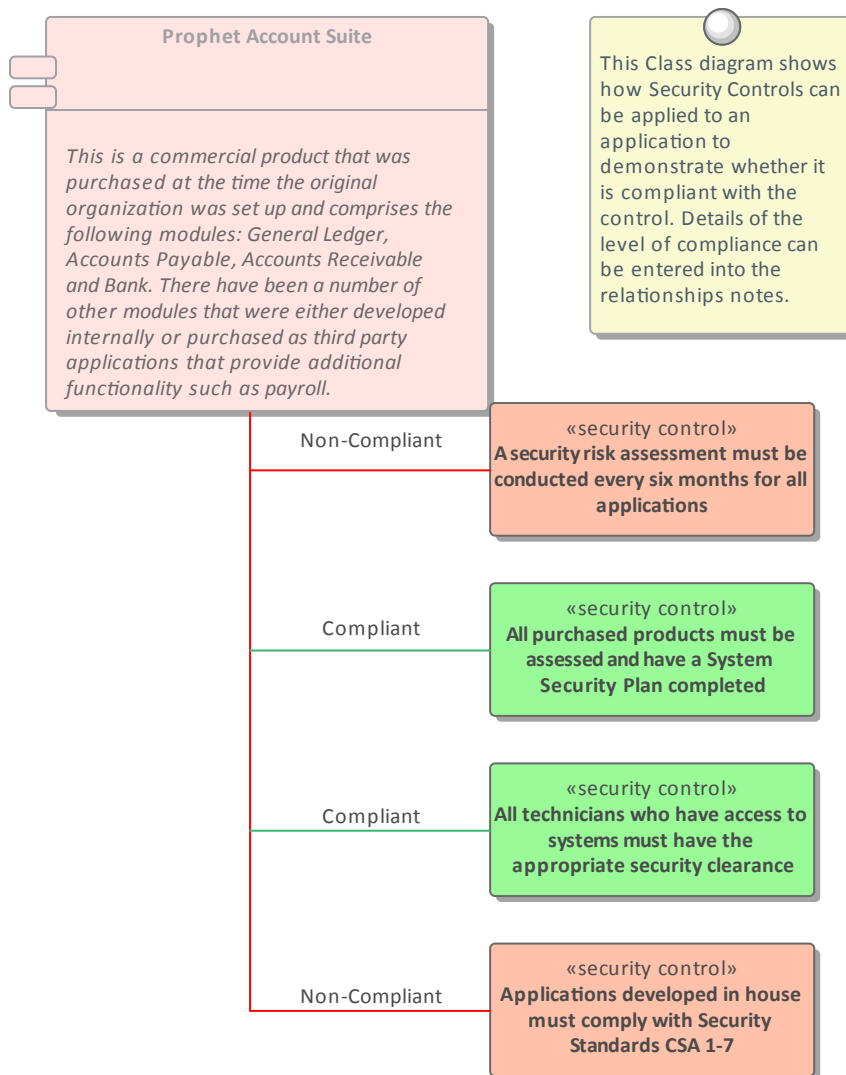 Prophet Account Suite
This is a commercial product that was
purchased at the time the original
organization was set up and comprises the
following modules: General Ledger,
Accounts Payable, Accounts Receivable
and Bank. There have been a number of
other modules that were either developed
internally or purchased as third party
applications that provide additional
functionality such as payroll.
This Class diagram shows
how Security Controls can
be applied to an
application to
demonstrate whether it
is compliant with the
control. Details of the
level of compliance can
be entered into the
relationships notes.
Non-Compliant
«security control»
A security risk assessment must be
conducted every six months for all
applications
Compliant
«security control»
All purchased products must be
assessed and have a System
Security Plan completed
Compliant
«security control»
All technicians who have access to
systems must have the
appropriate security clearance
Non-Compliant
«security control»
Applications developed in house
must comply with Security
Standards CSA 1-7